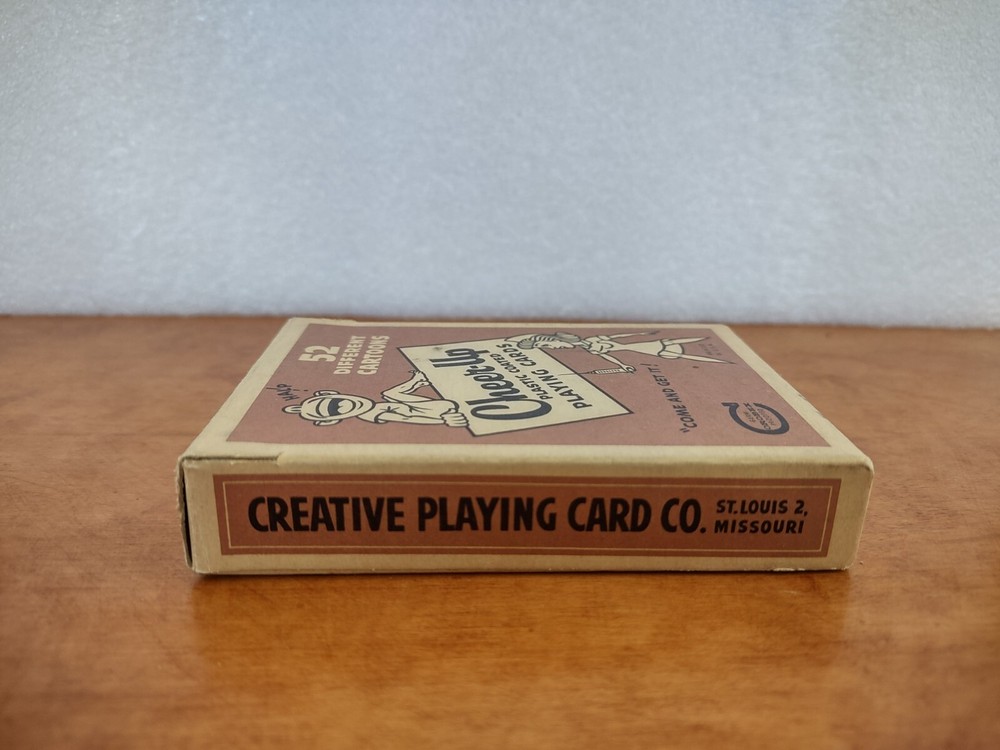 52
DIFFERENT
CARTOONS
HALP
Cheer-Up
PLASTIC COATED
PLAYING CARDS
"COME AND GET IT!"
CREATIVE PLAYING CARD CO.
ST. LOUIS 2,
MISSOURI